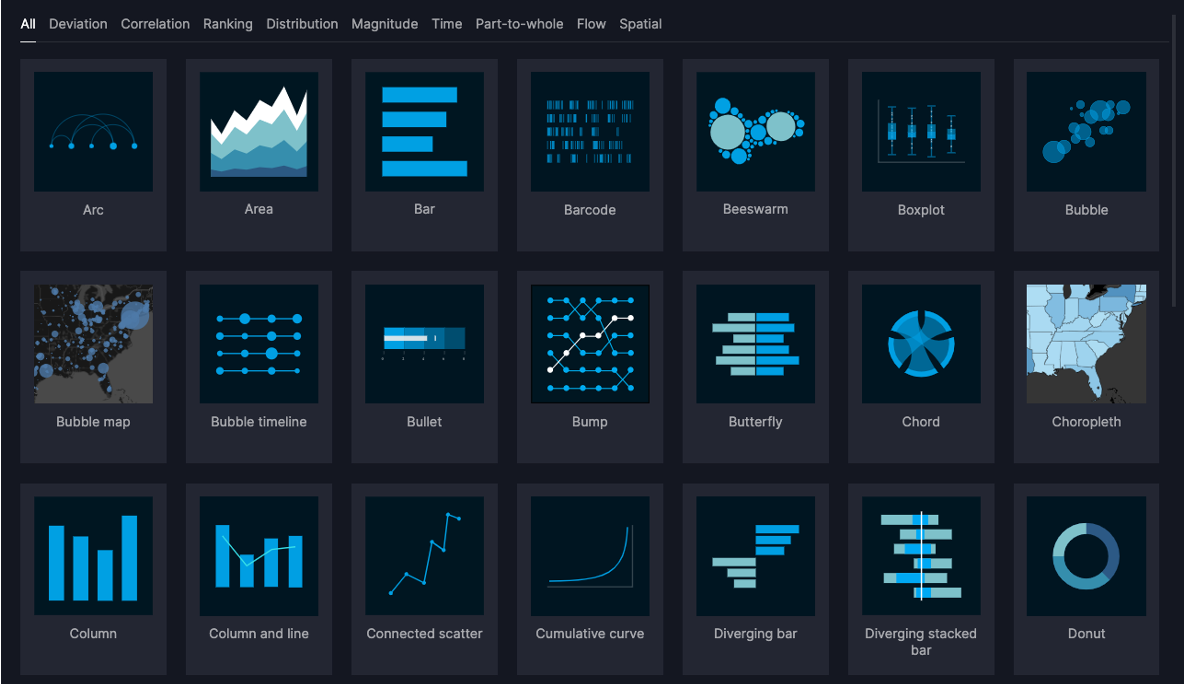 All Deviation Correlation Ranking Distribution Magnitude Time Part-to-whole Flow Spatial
Arc Area Bar Barcode Beeswarm Boxplot Bubble
Bubble map Bubble timeline Bullet Bump Butterfly Chord Choropleth
Column Column and line Connected scatter Cumulative curve Diverging bar Diverging stacked Donut
bar